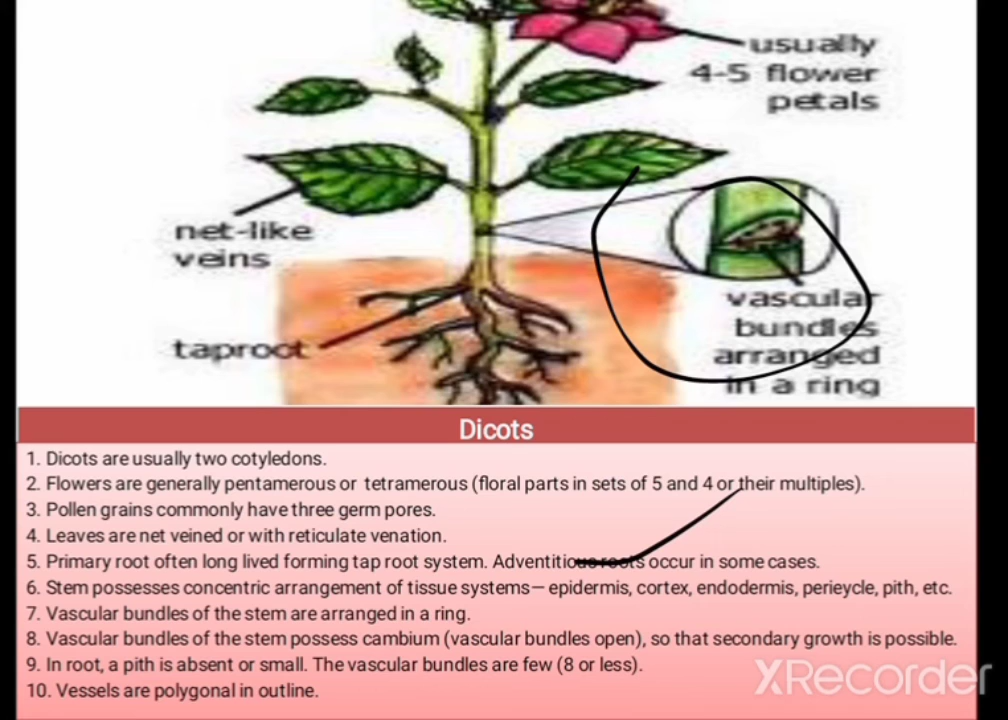 usually
4-5 flower
petals
net-like
veins
vascular
bundles
arranged
in a ring
taproot
Dicots
1. Dicots are usually two cotyledons.
2. Flowers are generally pentamerous or tetramerous (floral parts in sets of 5 and 4 or their multiples).
3. Pollen grains commonly have three germ pores.
4. Leaves are net veined or with reticulate venation.
5. Primary root often long lived forming tap root system. Adventitious roots occur in some cases.
6. Stem possesses concentric arrangement of tissue systems— epidermis, cortex, endodermis, perieycle, pith, etc.
7. Vascular bundles of the stem are arranged in a ring.
8. Vascular bundles of the stem possess cambium (vascular bundles open), so that secondary growth is possible.
9. In root, a pith is absent or small. The vascular bundles are few (8 or less).
10. Vessels are polygonal in outline.
XRecorder